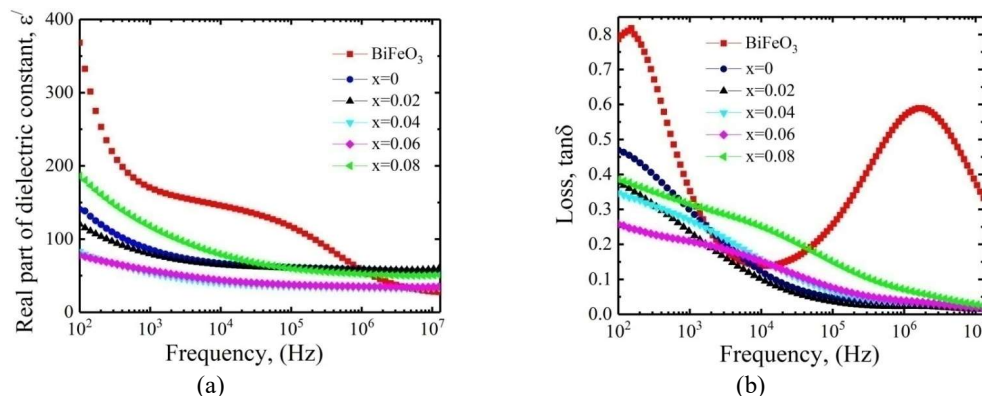 400
300
200
100
0
Real part of dielectric constant, ε/
BiFeO₃
x=0
x=0.02
x=0.04
x=0.06
x=0.08
10² 10³ 10⁴ 10⁵ 10⁶ 10⁷
Frequency, (Hz)
(a)
0.8
0.7
0.6
0.5
0.4
0.3
0.2
0.1
0.0
Loss, tanδ
BiFeO₃
x=0
x=0.02
x=0.04
x=0.06
x=0.08
10² 10³ 10⁴ 10⁵ 10⁶
Frequency, (Hz)
(b)